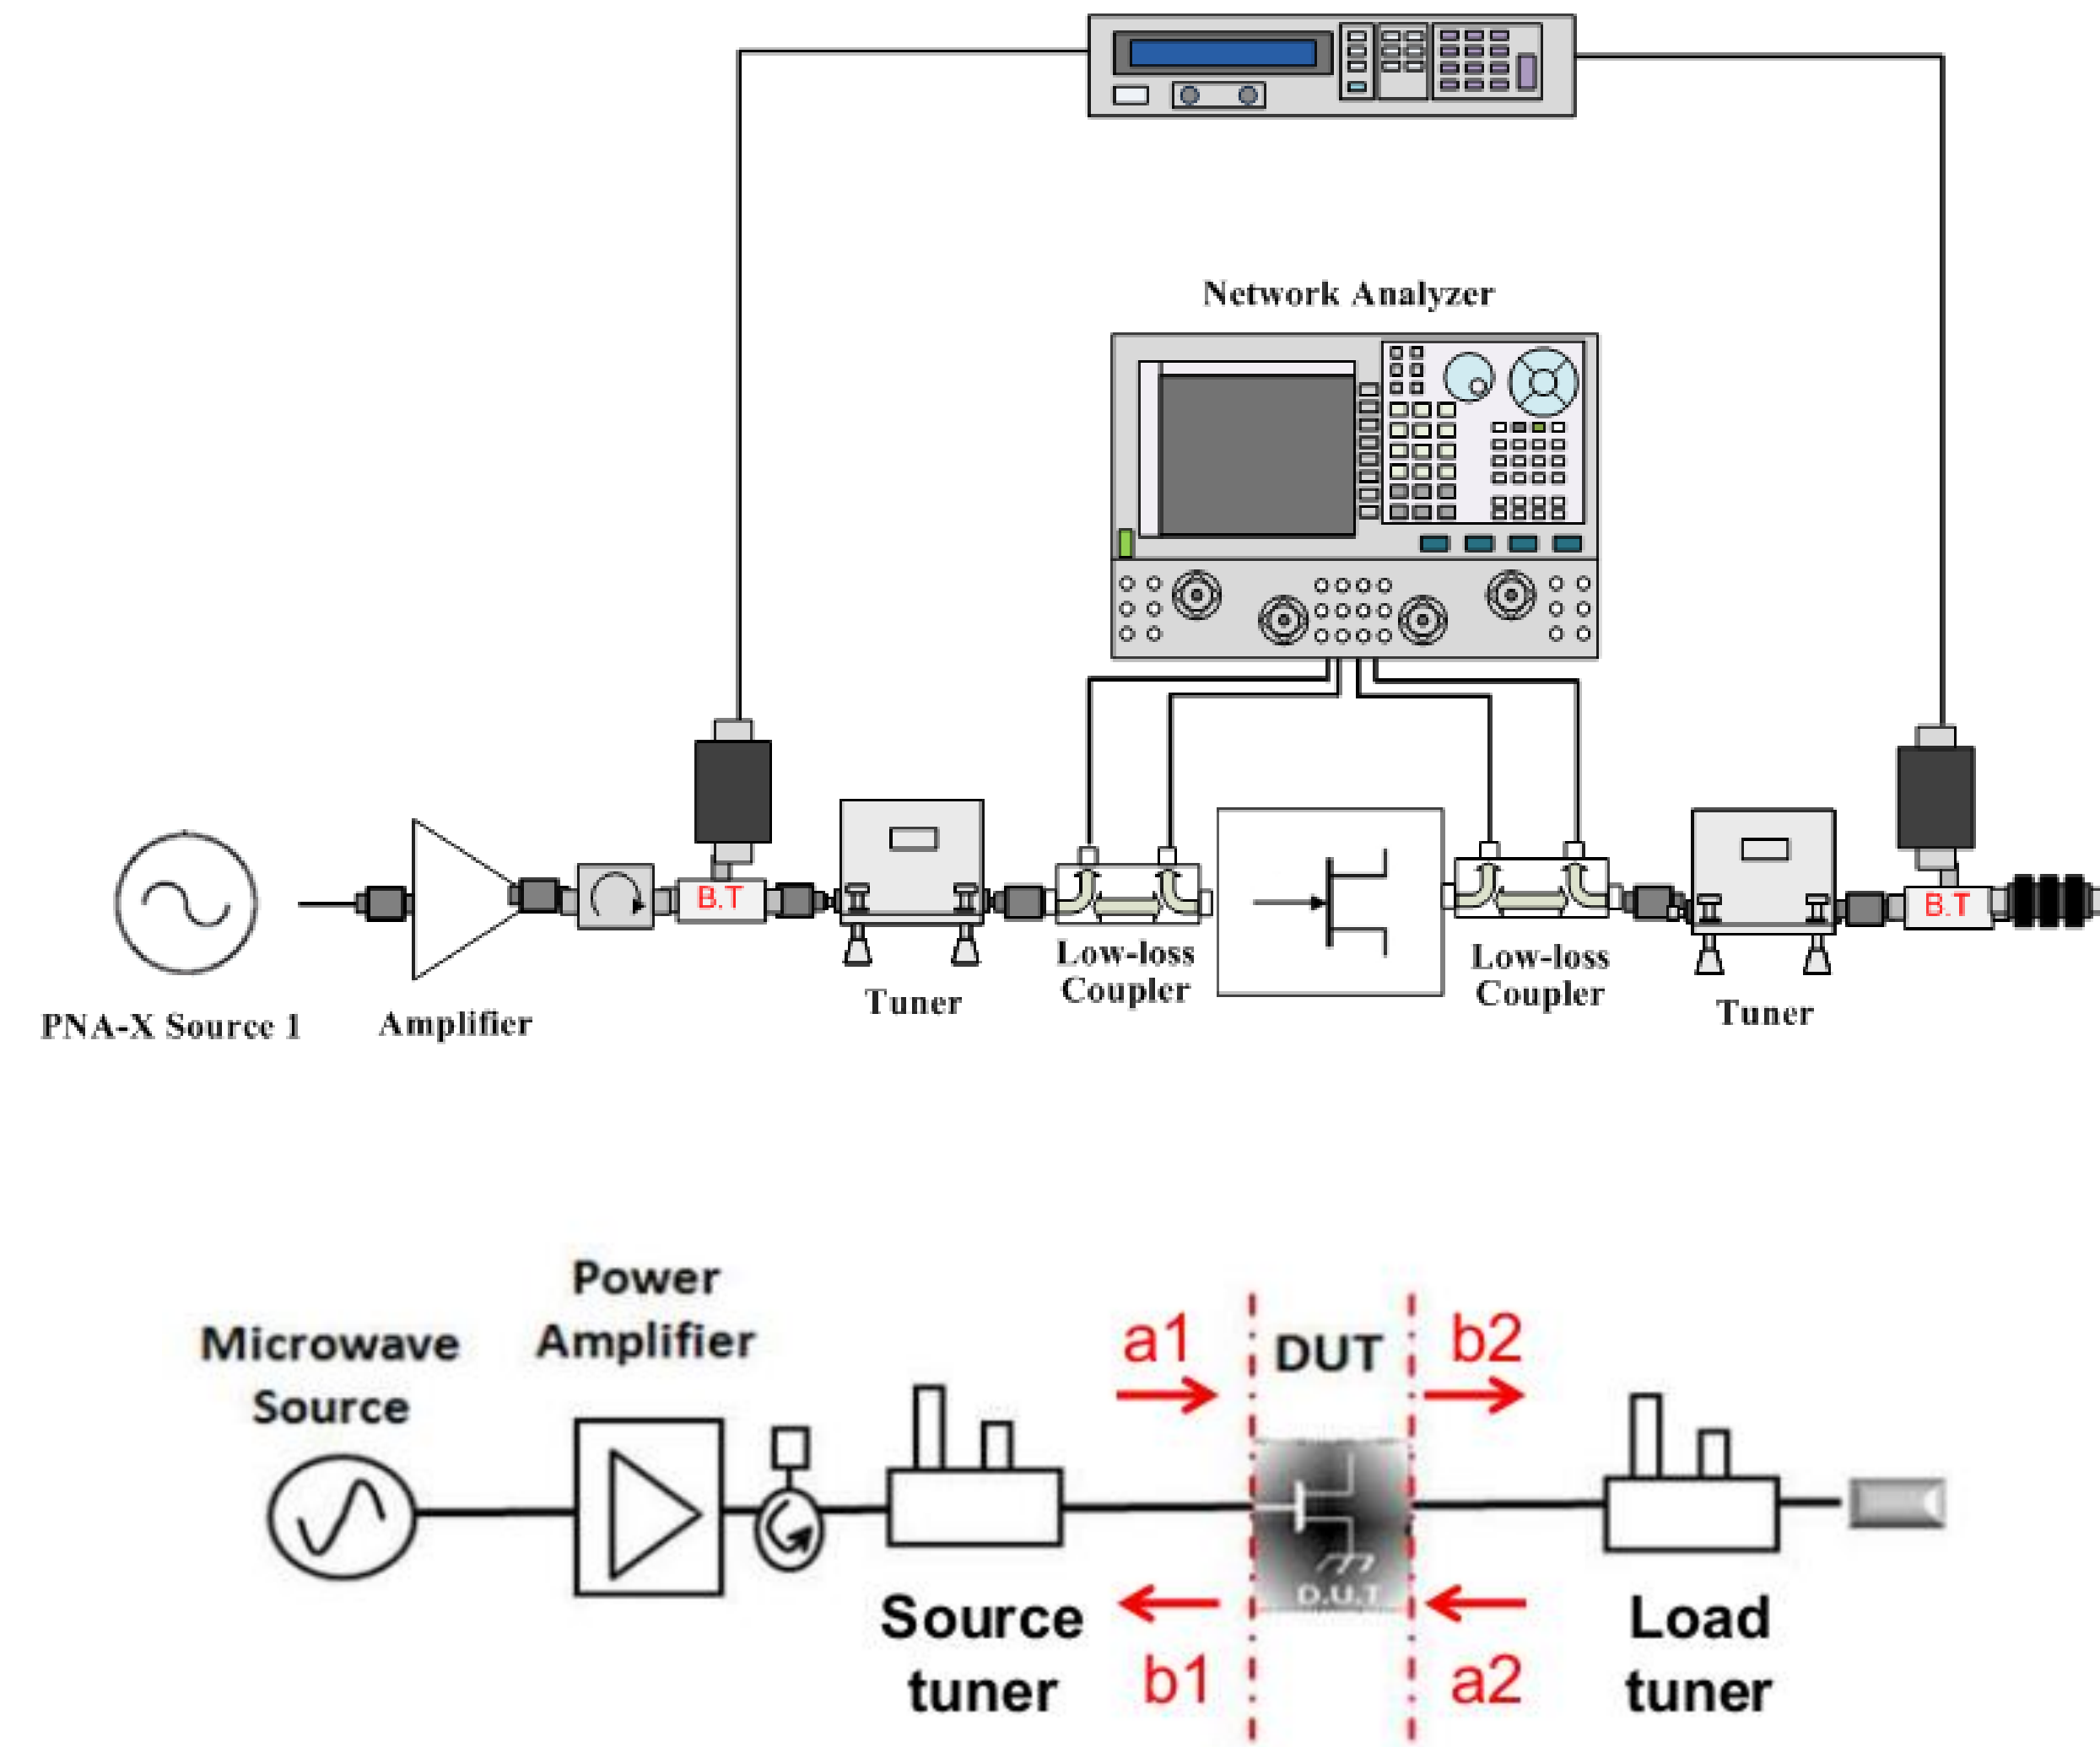 Network Analyzer
B.T
B.T
Low-loss
Coupler
Low-loss
Coupler
Tuner
Tuner
PNA-X Source 1
Amplifier
Power
Amplifier
Microwave
Source
a1
DUT
b2
D.U.T
Source
tuner
b1
a2
Load
tuner